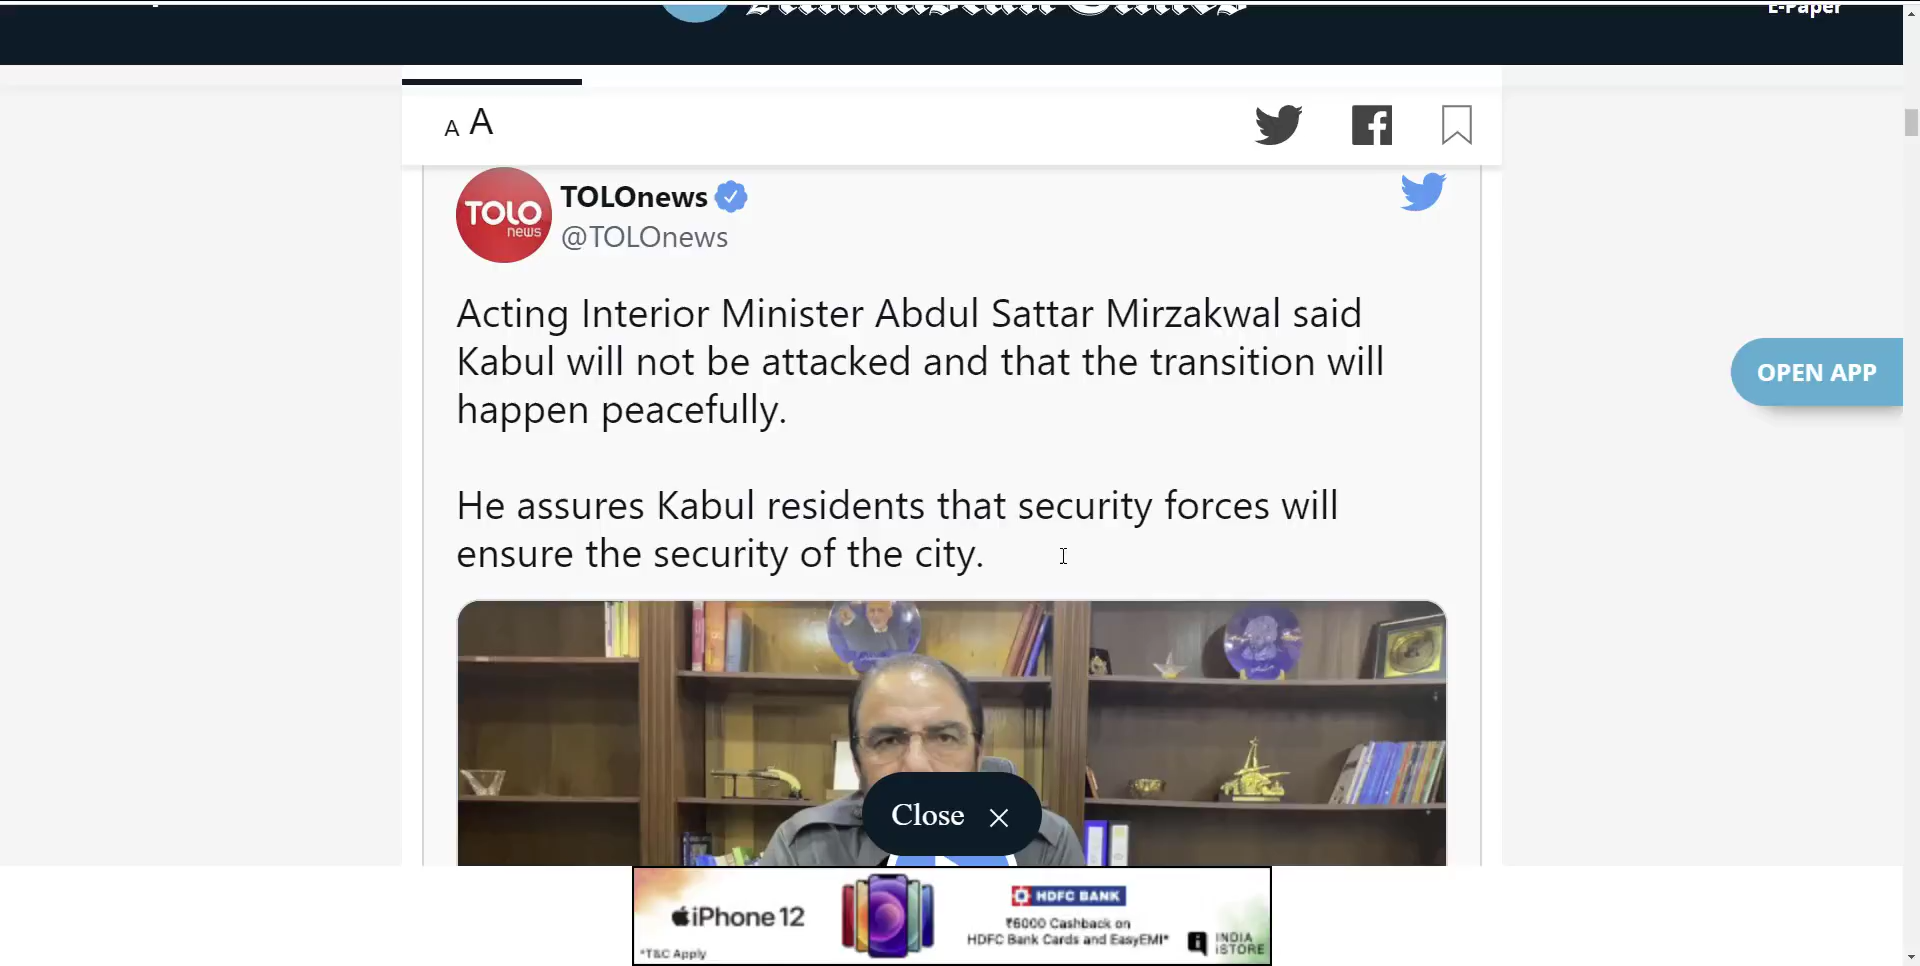 E-Paper
A A
TOLOnews
TOLO
news
@TOLOnews
Acting Interior Minister Abdul Sattar Mirzakwal said
Kabul will not be attacked and that the transition will
happen peacefully.
He assures Kabul residents that security forces will
ensure the security of the city.
OPEN APP
Close
iPhone 12
*T&C Apply
HDFC BANK
₹6000 Cashback on
HDFC Bank Cards and EasyEMI*
INDIA
iSTORE